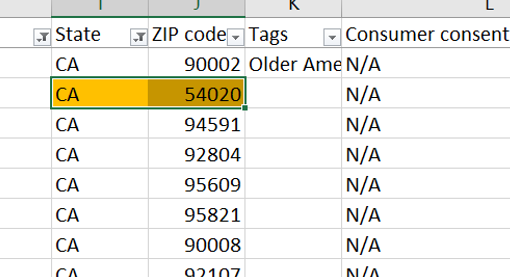 I J K L
State ZIP code Tags Consumer consent
CA 90002 Older Ame N/A
CA 54020 N/A
CA 94591 N/A
CA 92804 N/A
CA 95609 N/A
CA 95821 N/A
CA 90008 N/A
CA 92107 N/A